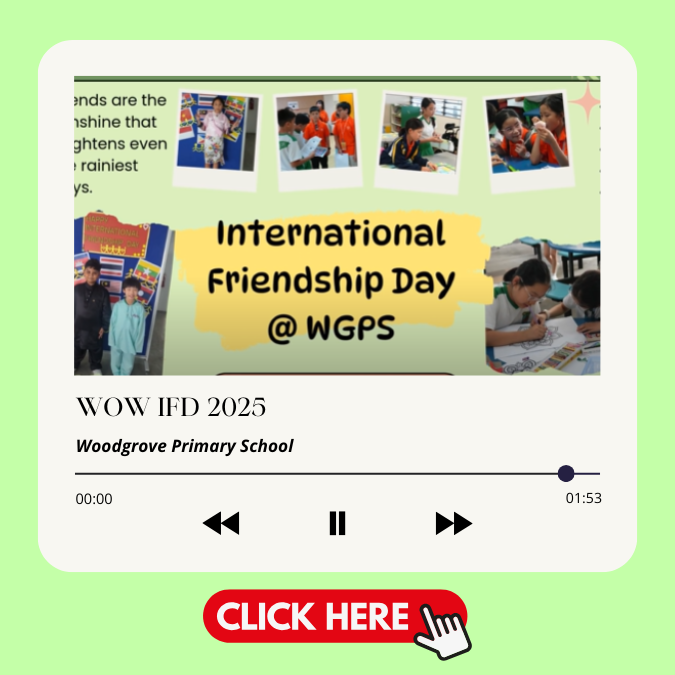 ends are the
nshine that
ghtens even
rainiest
ys.
International
Friendship Day
@ WGPS
WOW IFD 2025
Woodgrove Primary School
00:00
01:53
CLICK HERE